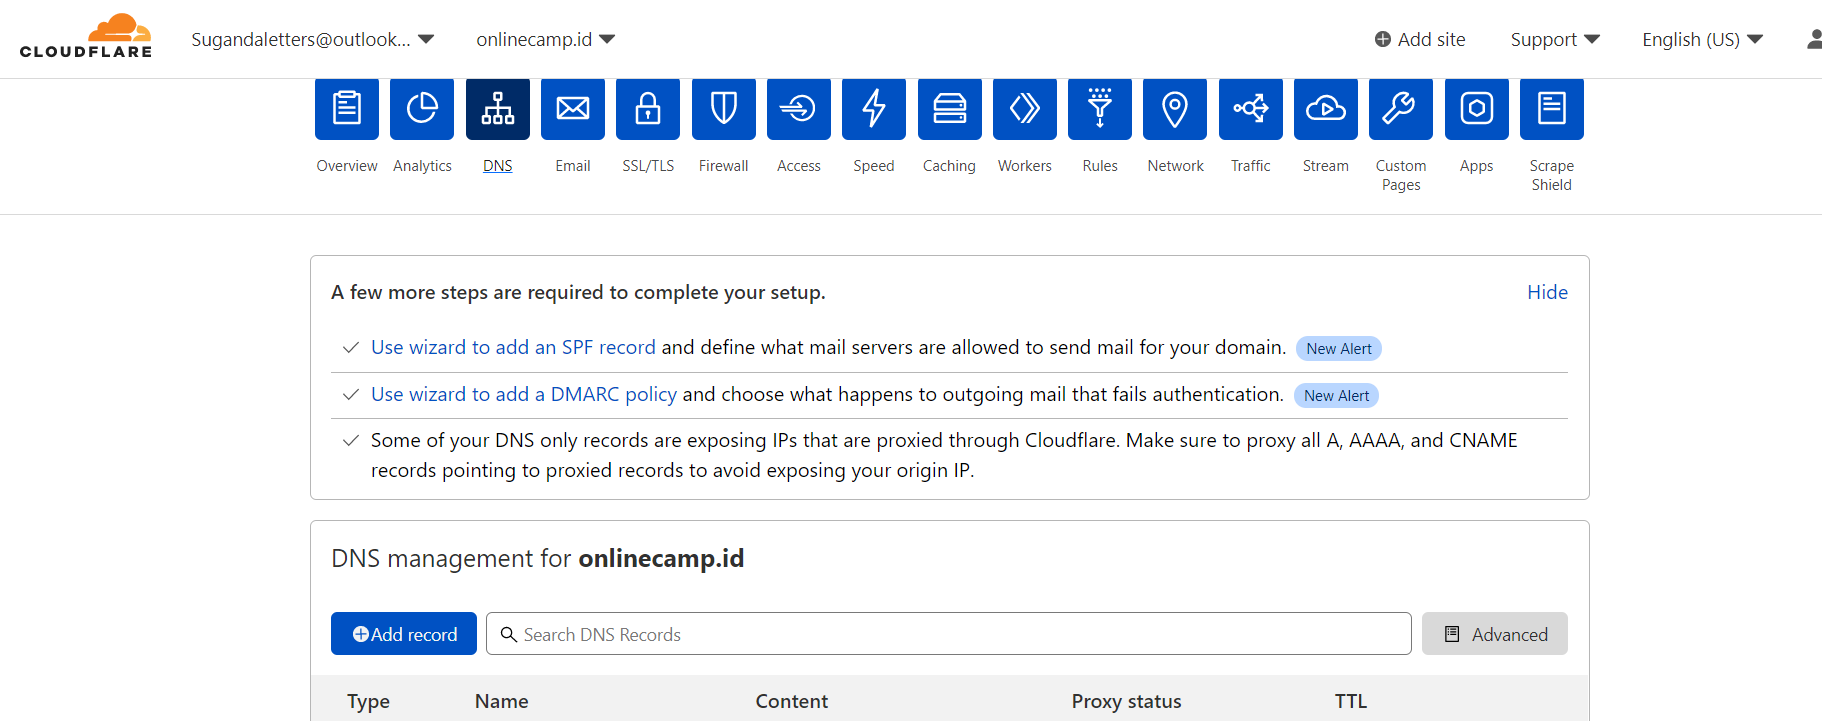 CLOUDFLARE Sugandaletters@outlook... onlinecamp.id Add site Support English (US)
Overview Analytics DNS Email SSL/TLS Firewall Access Speed Caching Workers Rules Network Traffic Stream Custom Pages Apps Scrape Shield
A few more steps are required to complete your setup. Hide
Use wizard to add an SPF record and define what mail servers are allowed to send mail for your domain. New Alert
Use wizard to add a DMARC policy and choose what happens to outgoing mail that fails authentication. New Alert
Some of your DNS only records are exposing IPs that are proxied through Cloudflare. Make sure to proxy all A, AAAA, and CNAME
records pointing to proxied records to avoid exposing your origin IP.
DNS management for onlinecamp.id
Add record Search DNS Records Advanced
Type Name Content Proxy status TTL